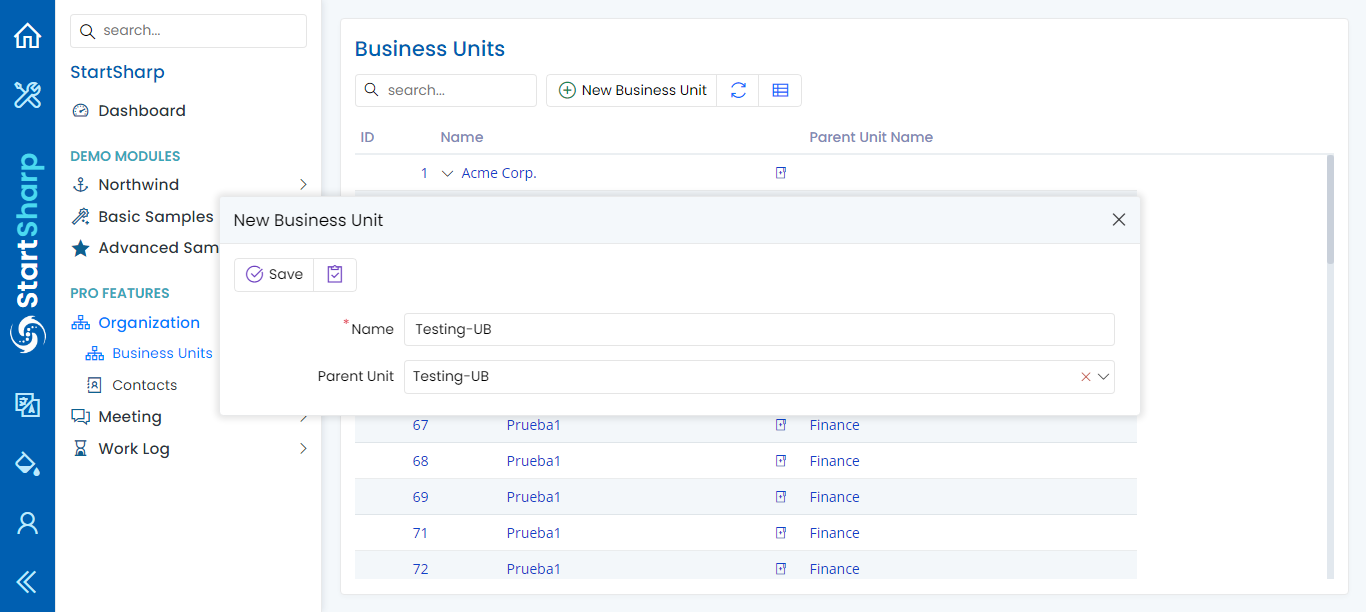 search...
StartSharp
Dashboard
DEMO MODULES
Northwind
Basic Samples
Advanced Sam
PRO FEATURES
Organization
Business Units
Contacts
Meeting
Work Log
StartSharp
Business Units
search...
New Business Unit
ID Name Parent Unit Name
1 Acme Corp.
New Business Unit
Save
*Name Testing-UB
Parent Unit Testing-UB
67 Prueba1 Finance
68 Prueba1 Finance
69 Prueba1 Finance
71 Prueba1 Finance
72 Prueba1 Finance